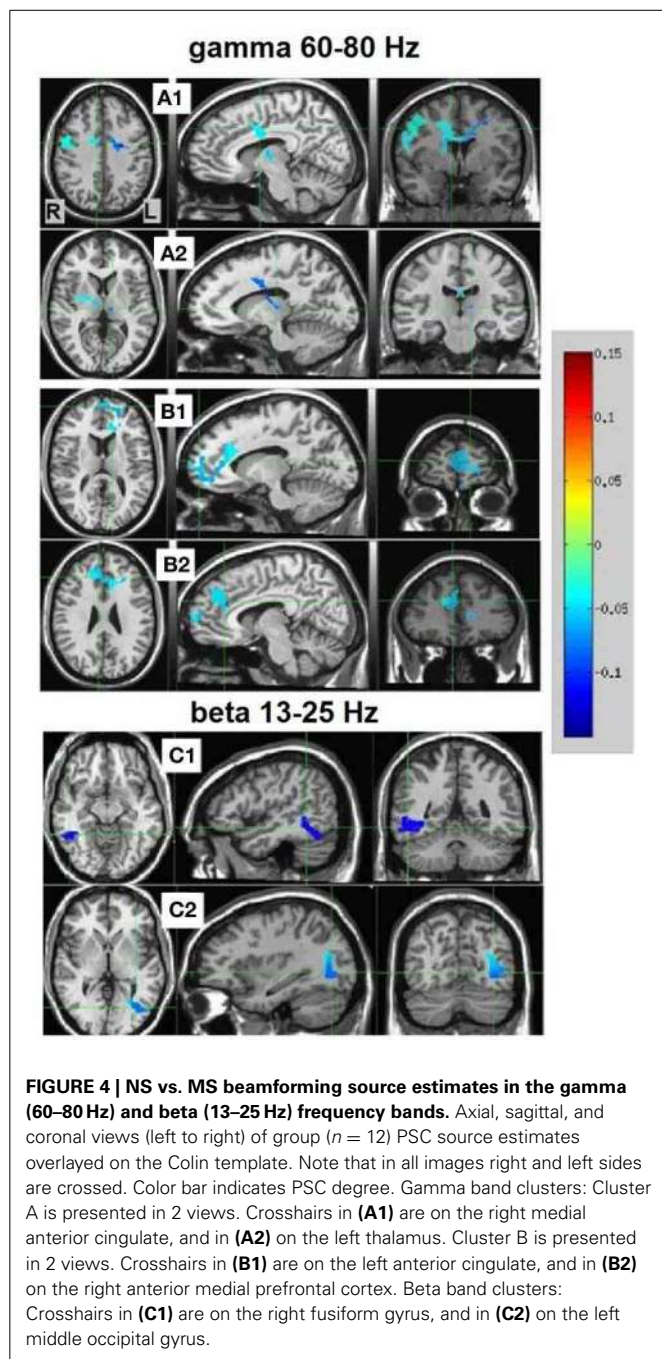 gamma 60-80 Hz
A1
R L
A2
B1
B2
0.15
0.1
0.05
0
-0.05
-0.1
beta 13-25 Hz
C1
C2
FIGURE 4 | NS vs. MS beamforming source estimates in the gamma
(60–80 Hz) and beta (13–25 Hz) frequency bands. Axial, sagittal, and
coronal views (left to right) of group (n = 12) PSC source estimates
overlayed on the Colin template. Note that in all images right and left sides
are crossed. Color bar indicates PSC degree. Gamma band clusters: Cluster
A is presented in 2 views. Crosshairs in (A1) are on the right medial
anterior cingulate, and in (A2) on the left thalamus. Cluster B is presented
in 2 views. Crosshairs in (B1) are on the left anterior cingulate, and in (B2)
on the right anterior medial prefrontal cortex. Beta band clusters:
Crosshairs in (C1) are on the right fusiform gyrus, and in (C2) on the left
middle occipital gyrus.